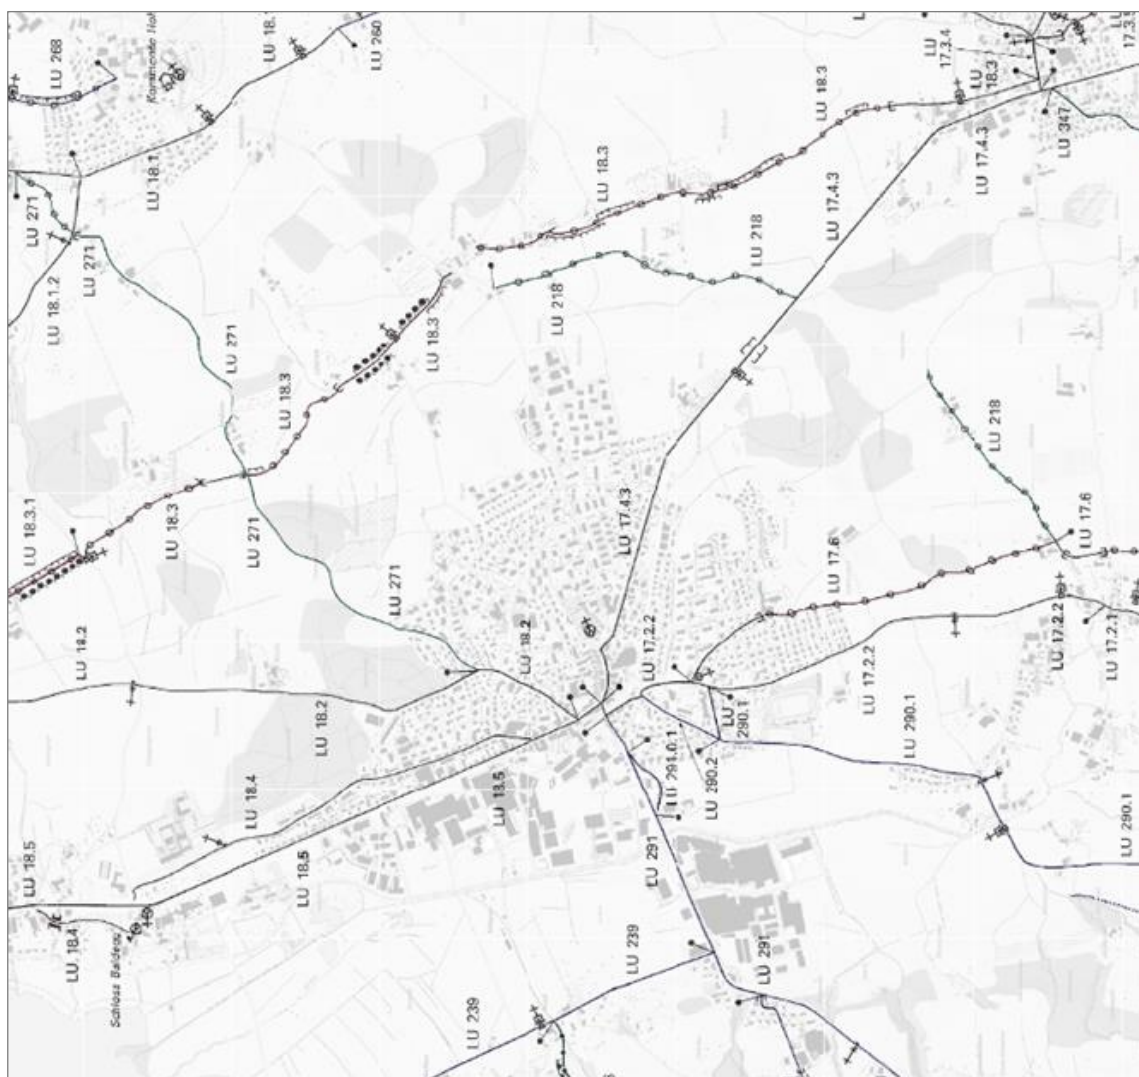 LU 268
Kommende Hoh
LU 18.
LU 260
LU 271
LU 18.1
LU 271
LU 18.1.2
LU 271
LU 18.3
LU 18.3
LU 18.3
LU 218
LU 218
LU 17.4.3
LU 18.3
LU
17.3.4
LU
18.3
LU
17.3.
LU 347
LU 17.4.3
LU 18.3.1
LU 18.3
LU 271
LU 271
LU 17.4.3
LU 218
LU 17.6
LU 17.6
LU 18.2
LU 18.2
LU 18.2
LU 17.2.2
LU 17.2.2
LU 17.2.1
LU 17.2.2
LU 18.5
LU 18.4
LU 18.4
LU 18.5
LU 18.5
LU
290.1
LU 290.2
LU 291.0.1
LU 290.1
LU 290.1
LU 291
LU 239
LU 291
LU 239
Schloss Baldegg